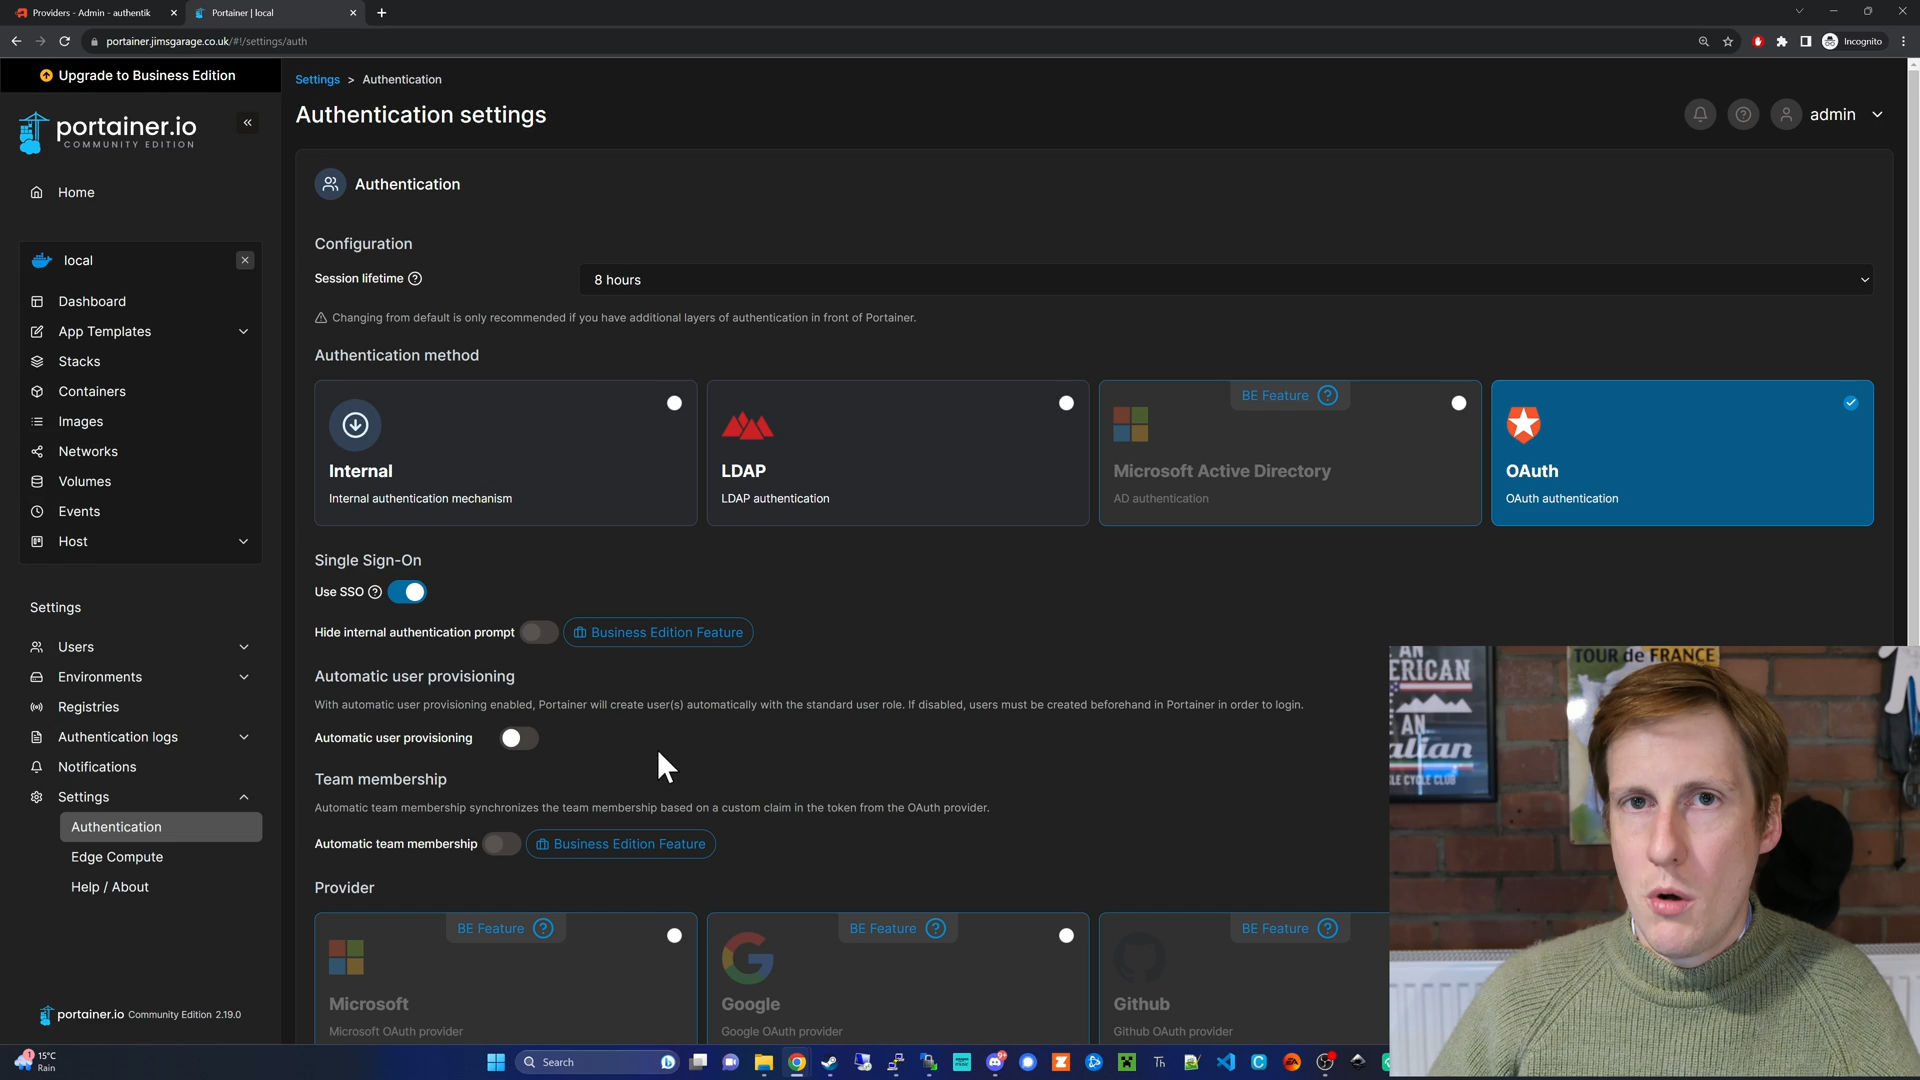 Providers - Admin - authentik
Portainer | local
portainer.jimsgarage.co.uk/#!/settings/auth
Incognito
Upgrade to Business Edition
portainer.io
COMMUNITY EDITION
Home
local
Dashboard
App Templates
Stacks
Containers
Images
Networks
Volumes
Events
Host
Settings
Users
Environments
Registries
Authentication logs
Notifications
Settings
Authentication
Edge Compute
Help / About
portainer.io Community Edition 2.19.0
Settings > Authentication
Authentication settings
admin
Authentication
Configuration
Session lifetime
8 hours
Changing from default is only recommended if you have additional layers of authentication in front of Portainer.
Authentication method
Internal
Internal authentication mechanism
LDAP
LDAP authentication
BE Feature
Microsoft Active Directory
AD authentication
OAuth
OAuth authentication
Single Sign-On
Use SSO
Hide internal authentication prompt
Business Edition Feature
Automatic user provisioning
With automatic user provisioning enabled, Portainer will create user(s) automatically with the standard user role. If disabled, users must be created beforehand in Portainer in order to login.
Automatic user provisioning
Team membership
Automatic team membership synchronizes the team membership based on a custom claim in the token from the OAuth provider.
Automatic team membership
Business Edition Feature
Provider
BE Feature
Microsoft
Microsoft OAuth provider
BE Feature
Google
Google OAuth provider
BE Feature
Github
Github OAuth provider
AN
ERICAN
AN
alian
LE CYCLE CLUB
TOUR de FRANCE
1
15°C
Rain
Search
Th